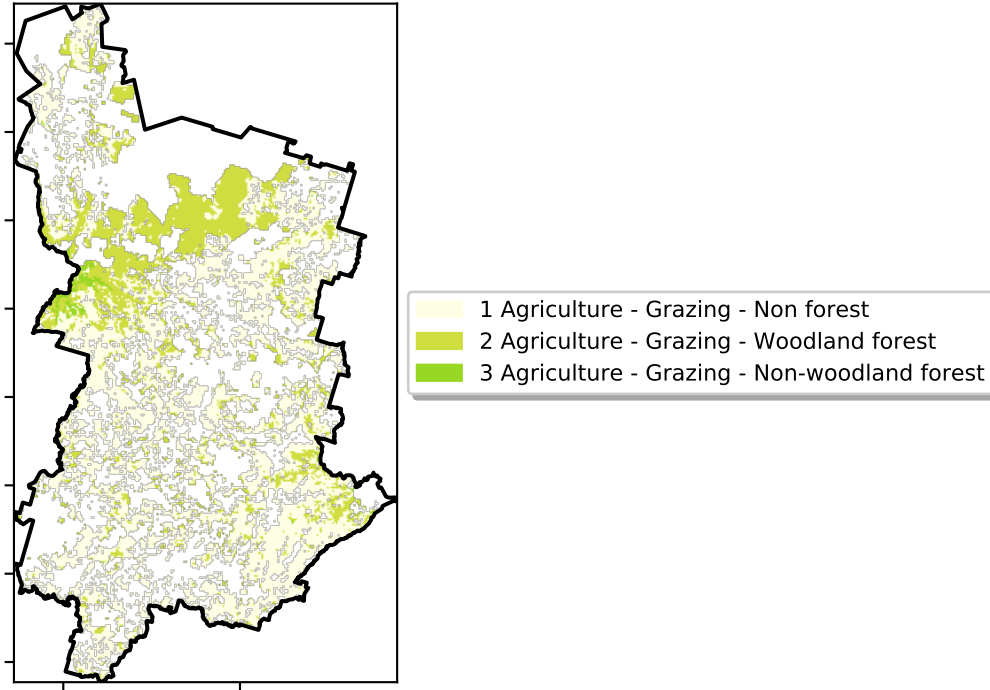 1 Agriculture - Grazing - Non forest
2 Agriculture - Grazing - Woodland forest
3 Agriculture - Grazing - Non-woodland forest